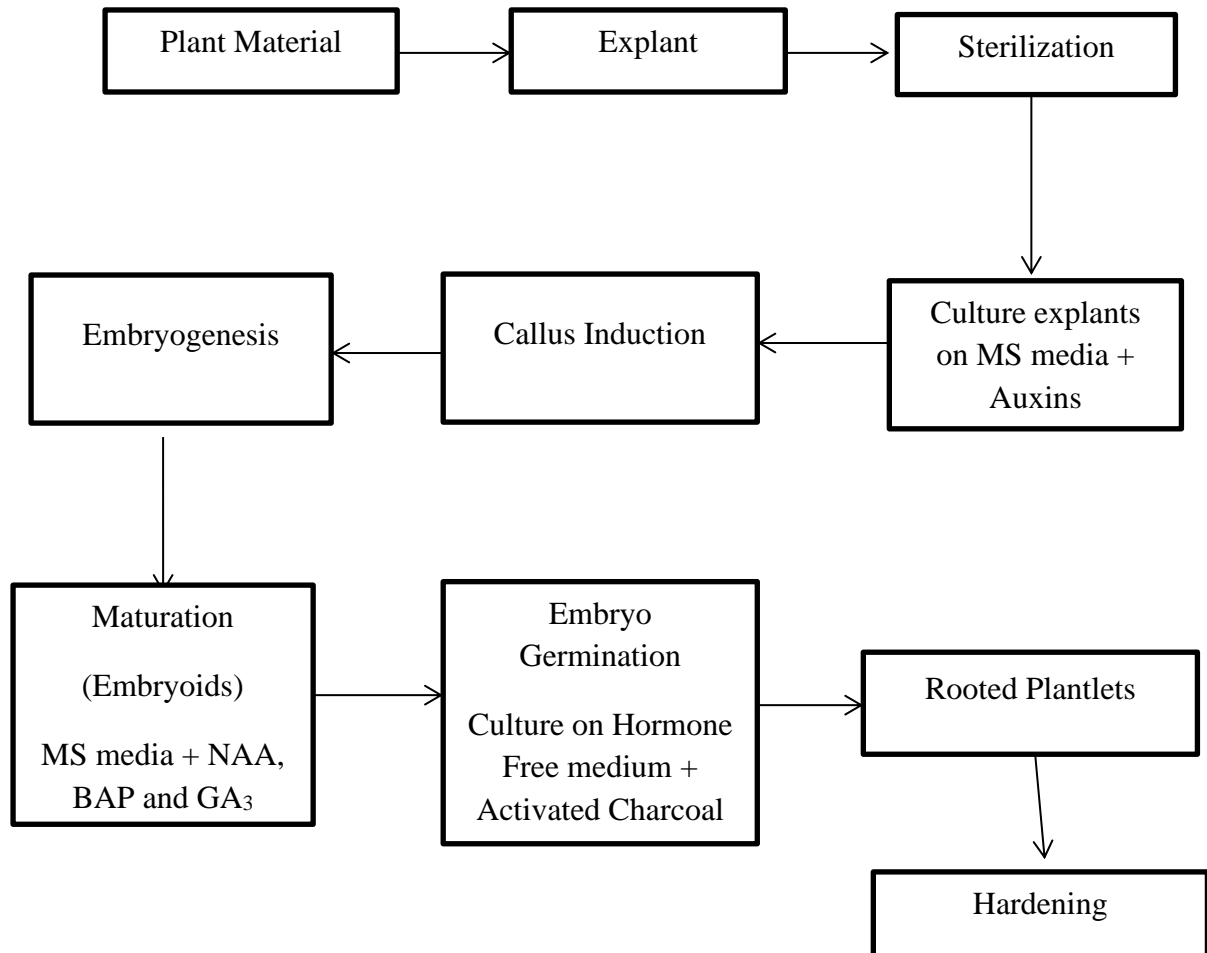 Plant Material
Explant
Sterilization
Culture explants
on MS media +
Auxins
Callus Induction
Embryogenesis
Maturation
(Embryoids)
MS media + NAA,
BAP and GA₃
Embryo
Germination
Culture on Hormone
Free medium +
Activated Charcoal
Rooted Plantlets
Hardening